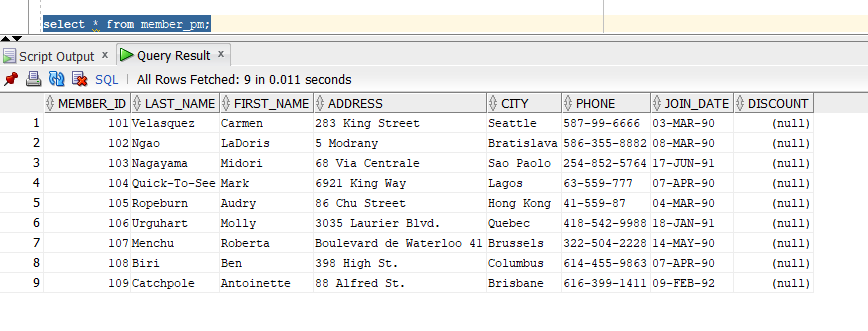 select * from member_pm;
Script Output x Query Result x
SQL | All Rows Fetched: 9 in 0.011 seconds
MEMBER_ID LAST_NAME FIRST_NAME ADDRESS CITY PHONE JOIN_DATE DISCOUNT
1 101 Velasquez Carmen 283 King Street Seattle 587-99-6666 03-MAR-90 (null)
2 102 Ngao LaDoris 5 Modrany Bratislava 586-355-8882 08-MAR-90 (null)
3 103 Nagayama Midori 68 Via Centrale Sao Paolo 254-852-5764 17-JUN-91 (null)
4 104 Quick-To-See Mark 6921 King Way Lagos 63-559-777 07-APR-90 (null)
5 105 Ropeburn Audry 86 Chu Street Hong Kong 41-559-87 04-MAR-90 (null)
6 106 Urguhart Molly 3035 Laurier Blvd. Quebec 418-542-9988 18-JAN-91 (null)
7 107 Menchu Roberta Boulevard de Waterloo 41 Brussels 322-504-2228 14-MAY-90 (null)
8 108 Biri Ben 398 High St. Columbus 614-455-9863 07-APR-90 (null)
9 109 Catchpole Antoinette 88 Alfred St. Brisbane 616-399-1411 09-FEB-92 (null)